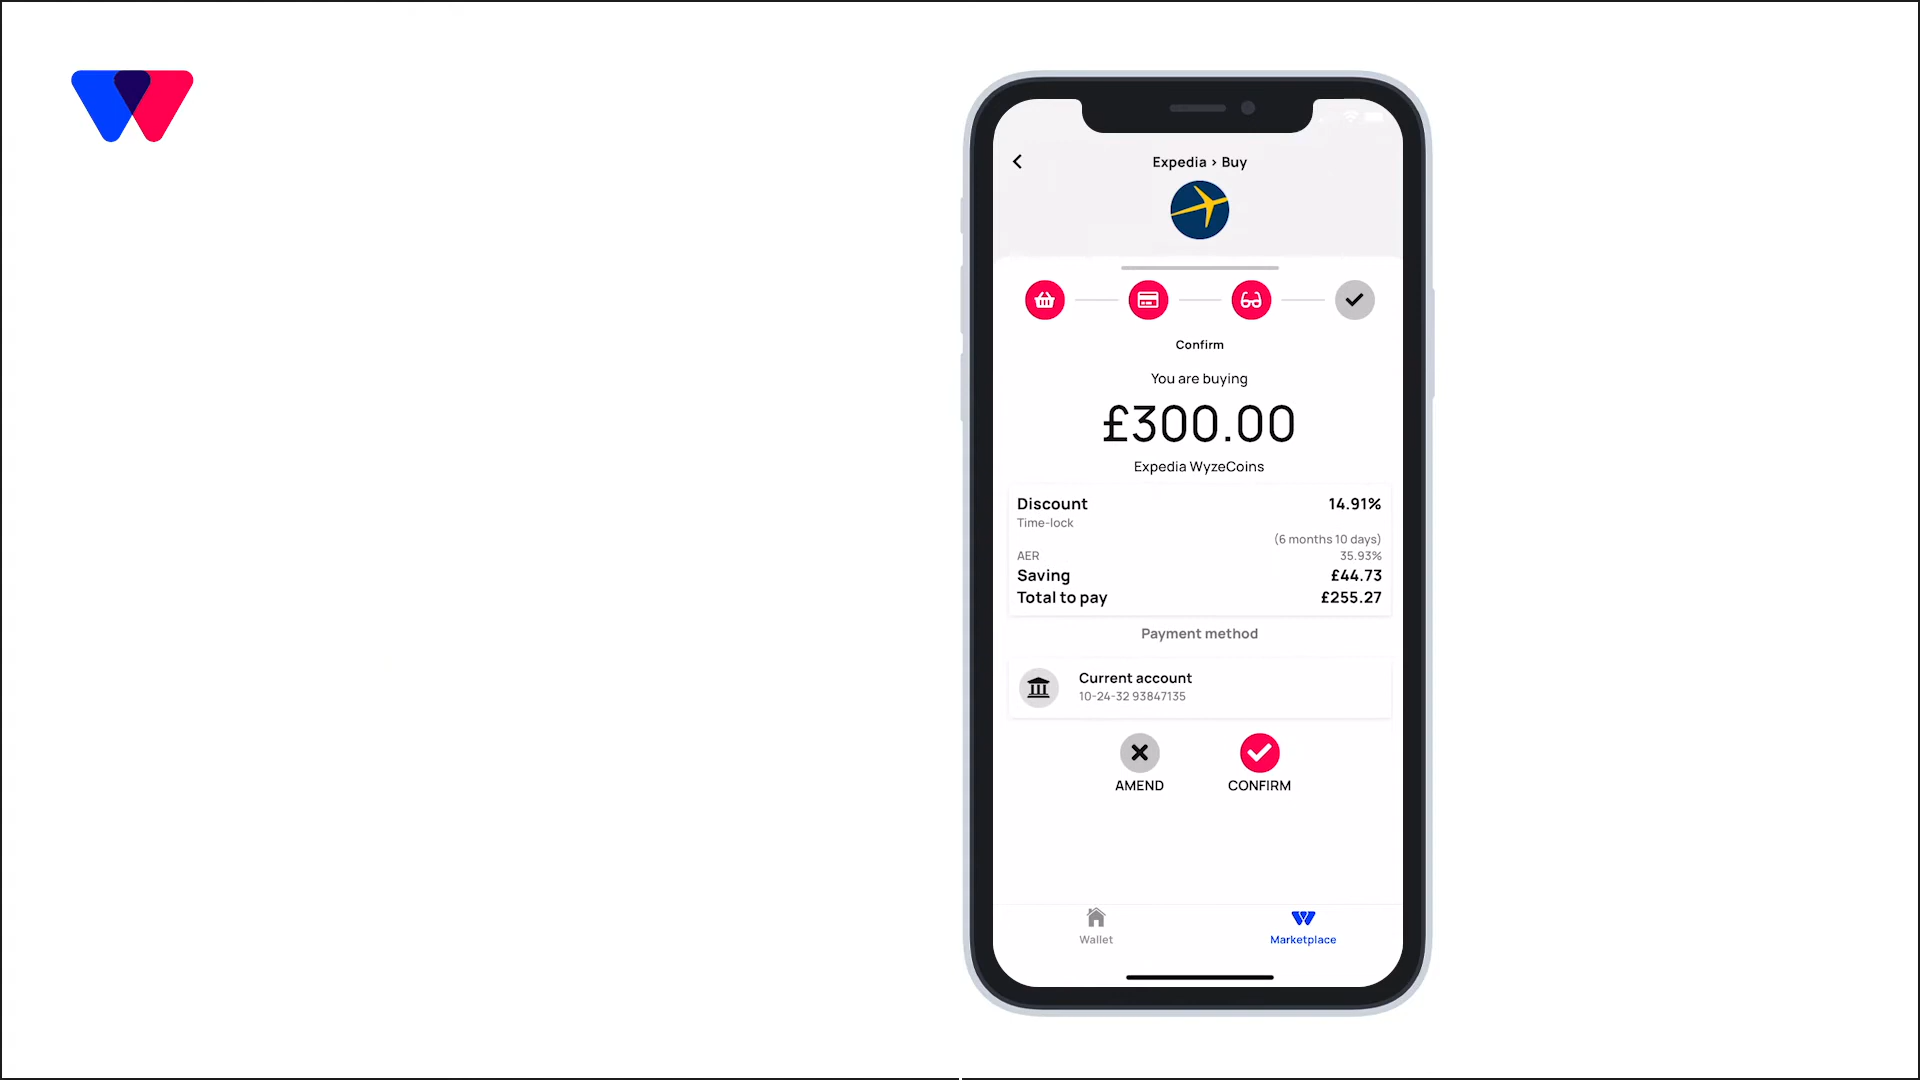 Expedia › Buy
Confirm
You are buying
£300.00
Expedia WyzeCoins
Discount 14.91%
Time-lock
(6 months 10 days)
AER 35.93%
Saving £44.73
Total to pay £255.27
Payment method
Current account
10-24-32 93847135
AMEND CONFIRM
Wallet Marketplace